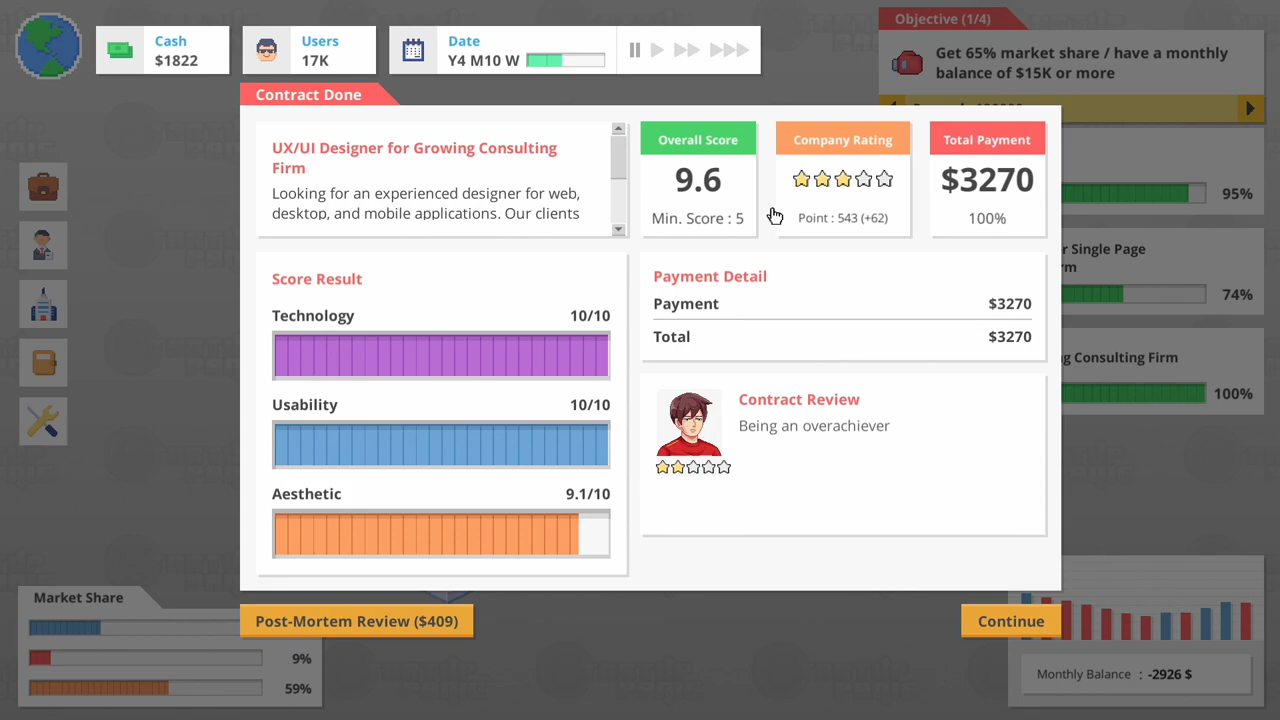 Cash
$1822
Users
17K
Date
Y4 M10 W
Objective (1/4)
Get 65% market share / have a monthly
balance of $15K or more
Contract Done
UX/UI Designer for Growing Consulting
Firm
Looking for an experienced designer for web,
desktop, and mobile applications. Our clients
Overall Score
9.6
Min. Score : 5
Company Rating
Point : 543 (+62)
Total Payment
$3270
100%
95%
r Single Page
rm
74%
g Consulting Firm
100%
Score Result
Technology 10/10
Usability 10/10
Aesthetic 9.1/10
Payment Detail
Payment $3270
Total $3270
Contract Review
Being an overachiever
Market Share
9%
59%
Post-Mortem Review ($409)
Continue
Monthly Balance : -2926 $